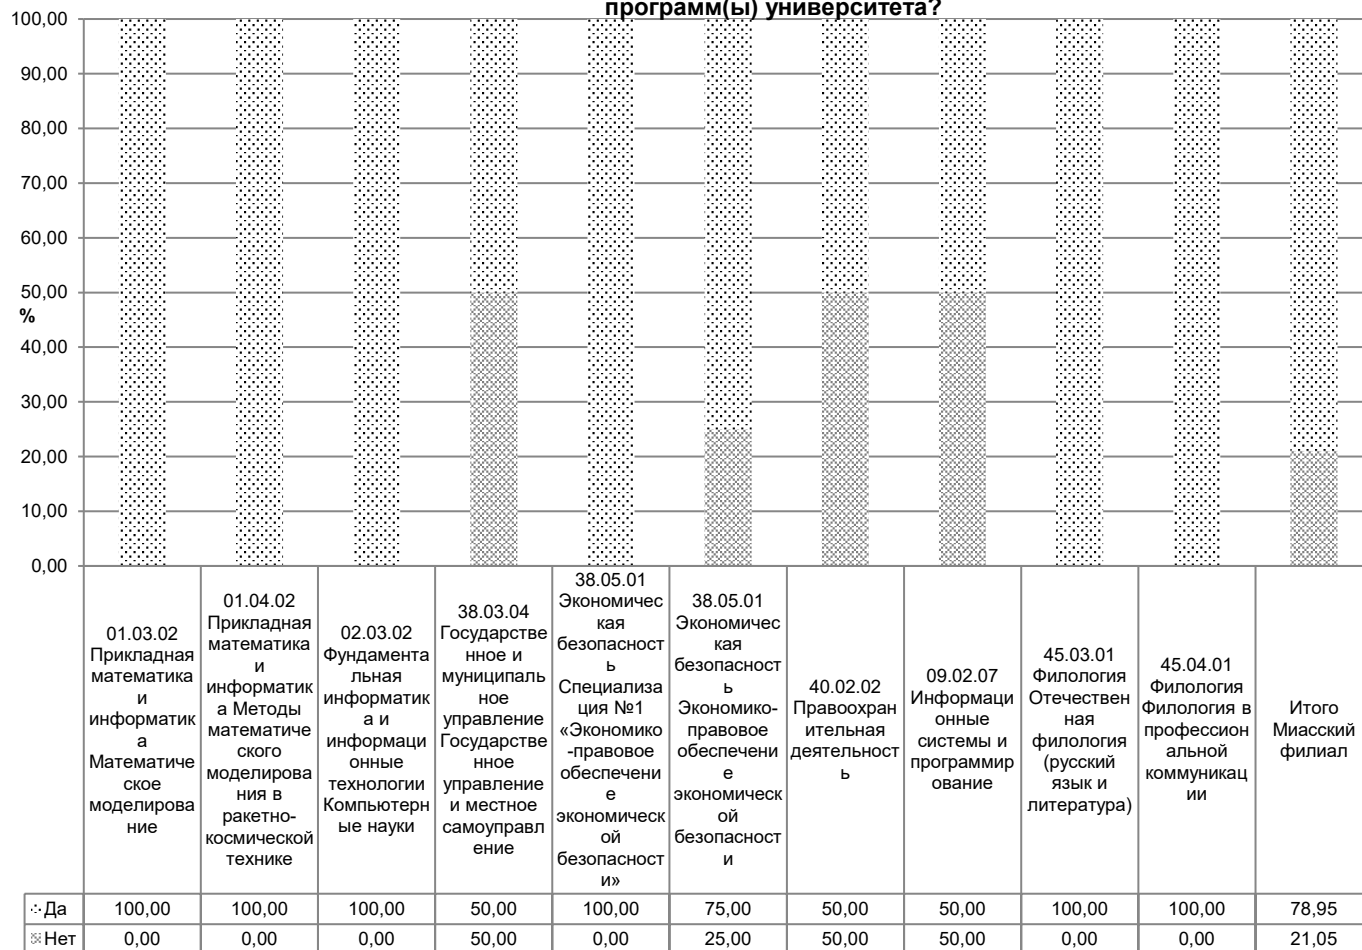 программ(ы) университета?
100,00
90,00
80,00
70,00
60,00
50,00
%
40,00
30,00
20,00
10,00
0,00
01.03.02
Прикладная
математика
и
информатик
а
Математиче
ское
моделирова
ние
01.04.02
Прикладная
математика
и
информатик
а Методы
математиче
ского
моделирова
ния в
ракетно-
космической
технике
02.03.02
Фундамента
льная
информатик
а и
информаци
онные
технологии
Компьютерн
ые науки
38.03.04
Государстве
нное и
муниципаль
ное
управление
Государстве
нное
управление
и местное
самоуправл
ение
38.05.01
Экономичес
кая
безопасност
ь
Специализа
ция №1
«Экономико
-правовое
обеспечени
е
экономическ
ой
безопасност
и»
38.05.01
Экономичес
кая
безопасност
ь
Экономико-
правовое
обеспечени
е
экономическ
ой
безопасност
и
40.02.02
Правоохран
ительная
деятельност
ь
09.02.07
Информаци
онные
системы и
программир
ование
45.03.01
Филология
Отечествен
ная
филология
(русский
язык и
литература)
45.04.01
Филология
Филология в
профессион
альной
коммуникац
ии
Итого
Миасский
филиал
Да 100,00 100,00 100,00 50,00 100,00 75,00 50,00 50,00 100,00 100,00 78,95
Нет 0,00 0,00 0,00 50,00 0,00 25,00 50,00 50,00 0,00 0,00 21,05